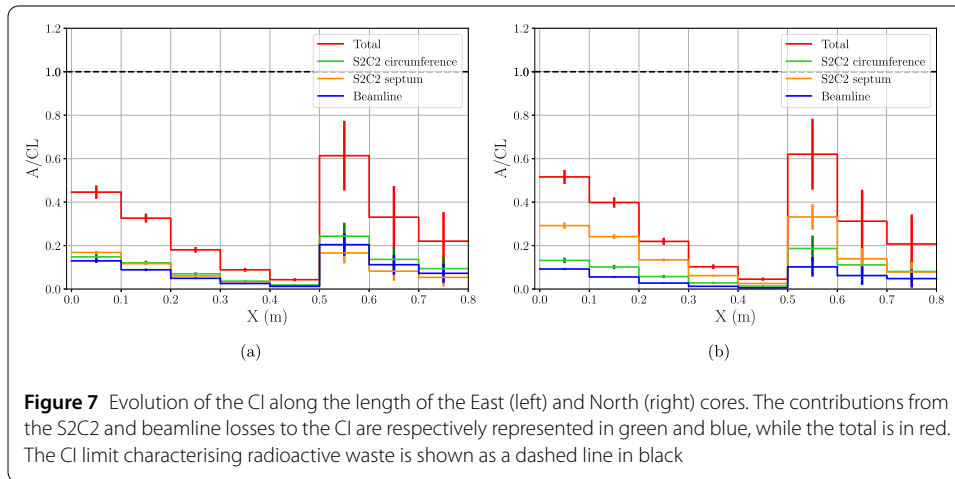 1.2
1.0
0.8
0.6
0.4
0.2
0.0
A/CL
Total
S2C2 circumference
S2C2 septum
Beamline
0.0 0.1 0.2 0.3 0.4 0.5 0.6 0.7 0.8
X (m)
(a)
1.2
1.0
0.8
0.6
0.4
0.2
0.0
A/CL
Total
S2C2 circumference
S2C2 septum
Beamline
0.0 0.1 0.2 0.3 0.4 0.5 0.6 0.7 0.8
X (m)
(b)
Figure 7 Evolution of the CI along the length of the East (left) and North (right) cores. The contributions from
the S2C2 and beamline losses to the CI are respectively represented in green and blue, while the total is in red.
The CI limit characterising radioactive waste is shown as a dashed line in black